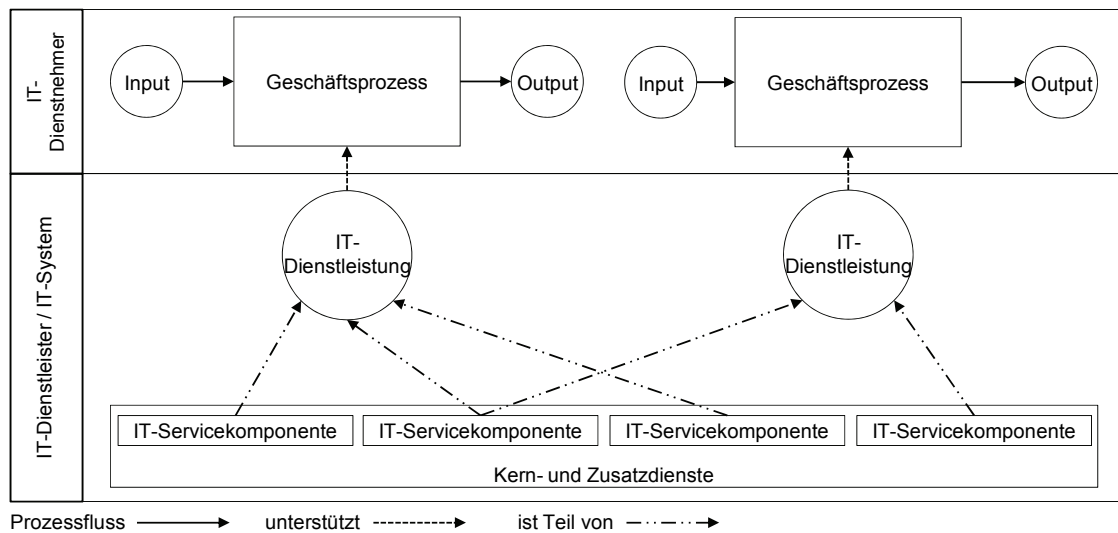 IT-
Dienstnehmer
Input
Geschäftsprozess
Output
Input
Geschäftsprozess
Output
IT-Dienstleister / IT-System
IT-
Dienstleistung
IT-
Dienstleistung
IT-Servicekomponente
IT-Servicekomponente
IT-Servicekomponente
IT-Servicekomponente
Kern- und Zusatzdienste
Prozessfluss
unterstützt
ist Teil von